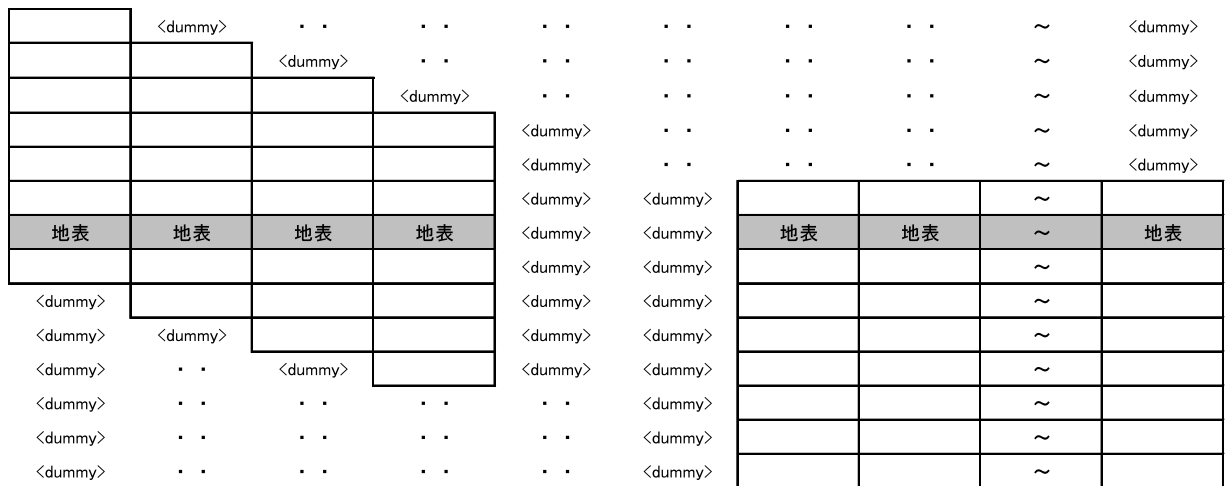 <dummy> ・・ ・・ ・・ ・・ ・・ ・・ ～ <dummy>
<dummy> ・・ ・・ ・・ ・・ ・・ ～ <dummy>
<dummy> ・・ ・・ ・・ ・・ ～ <dummy>
<dummy> ・・ ・・ ・・ ～ <dummy>
<dummy> ・・ ・・ ・・ ～ <dummy>
<dummy> <dummy> ～
地表 地表 地表 地表 <dummy> <dummy> 地表 地表 ～ 地表
<dummy> <dummy> ～
<dummy> <dummy> <dummy> ～
<dummy> <dummy> <dummy> <dummy> ～
<dummy> ・・ <dummy> <dummy> <dummy> ～
<dummy> ・・ ・・ ・・ ・・ <dummy> ～
<dummy> ・・ ・・ ・・ ・・ <dummy> ～
<dummy> ・・ ・・ ・・ ・・ <dummy> ～